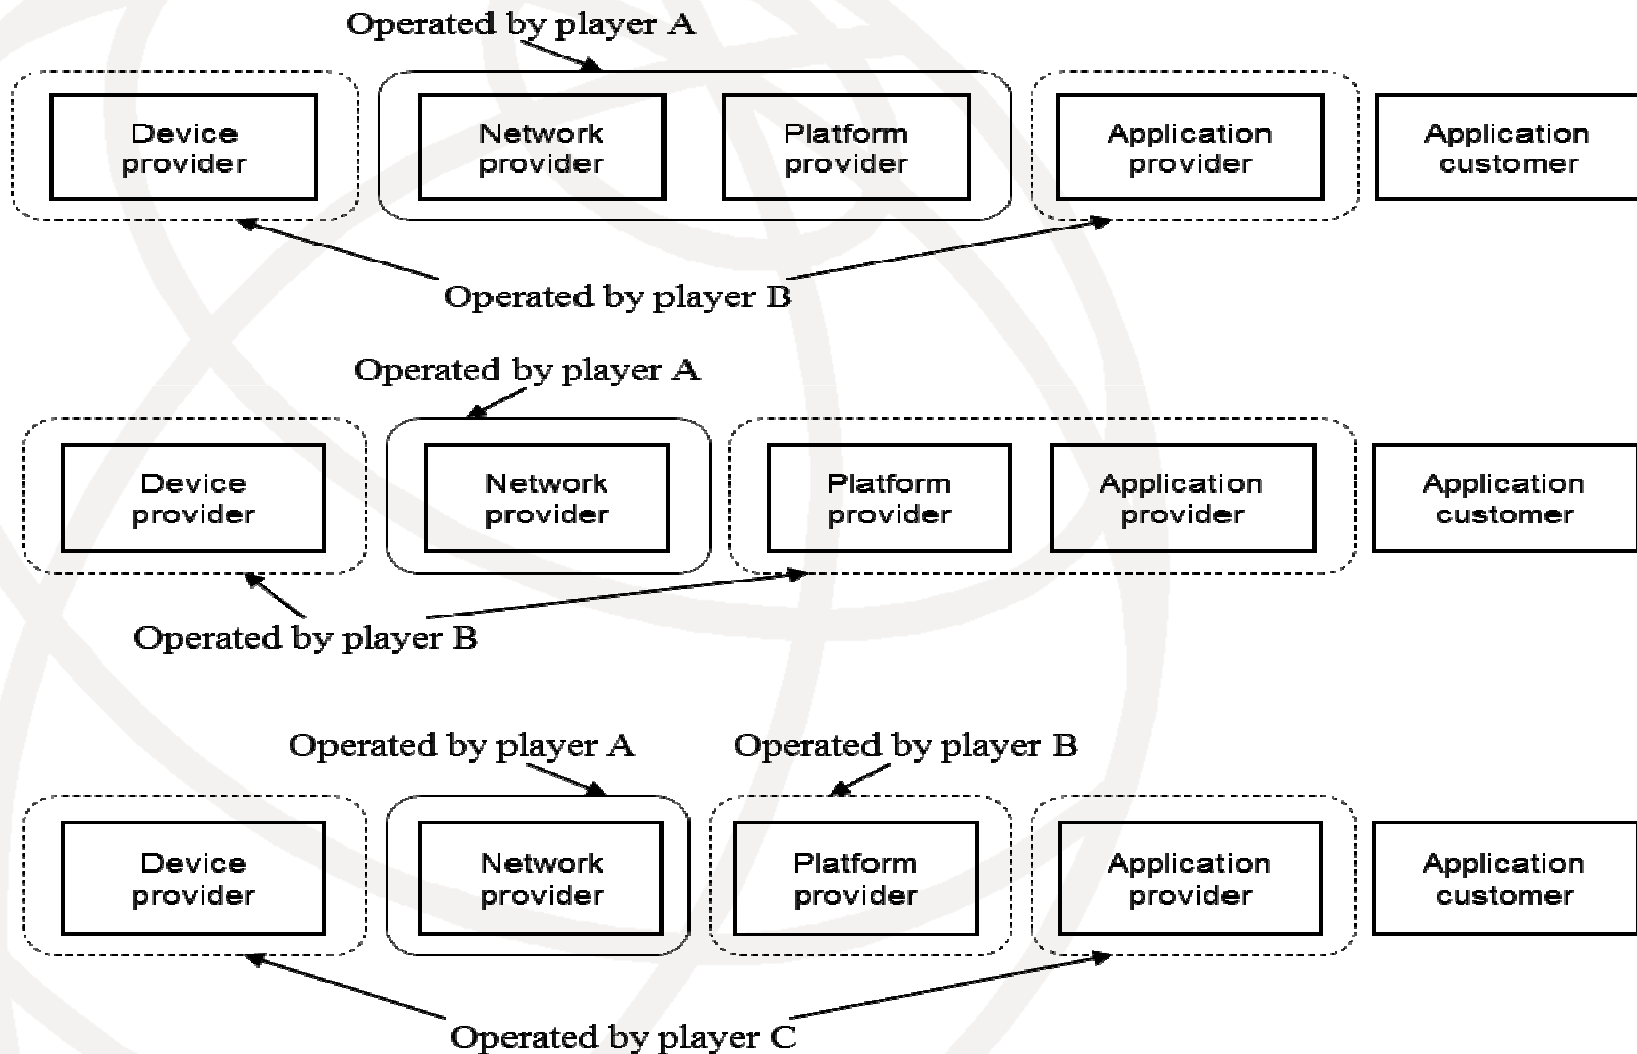 Operated by player A
Device
provider
Network
provider
Platform
provider
Application
provider
Application
customer
Operated by player B
Operated by player A
Device
provider
Network
provider
Platform
provider
Application
provider
Application
customer
Operated by player B
Operated by player A
Operated by player B
Device
provider
Network
provider
Platform
provider
Application
provider
Application
customer
Operated by player C